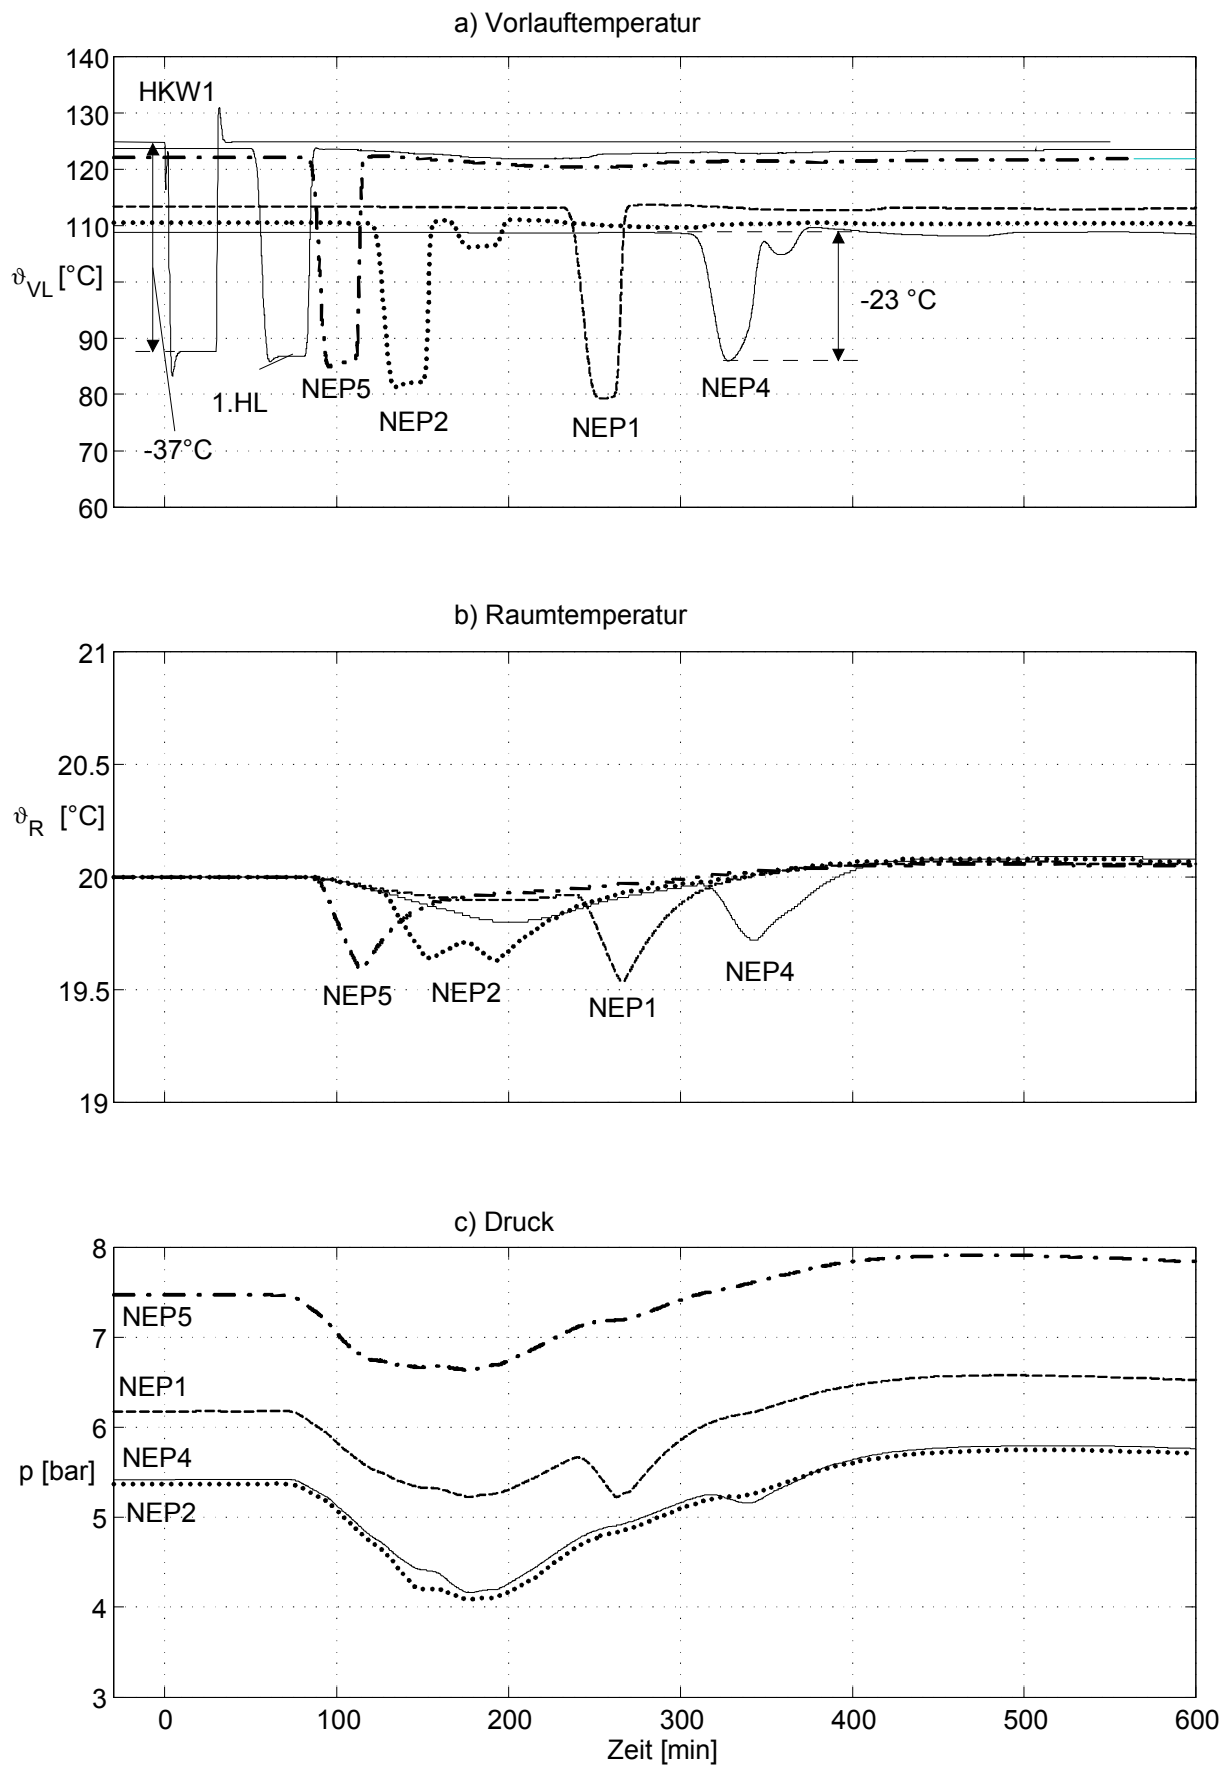 a) Vorlauftemperatur
140
HKW1
130
120
110
ϑVL [°C]
-23 °C
90
NEP5
NEP4
1.HL
80
NEP2
NEP1
-37°C
70
60
b) Raumtemperatur
21
20.5
ϑR [°C]
20
NEP4
19.5
NEP5
NEP2
NEP1
19
c) Druck
8
NEP5
7
NEP1
6
NEP4
p [bar]
NEP2
5
4
3
0 100 200 300 400 500 600
Zeit [min]